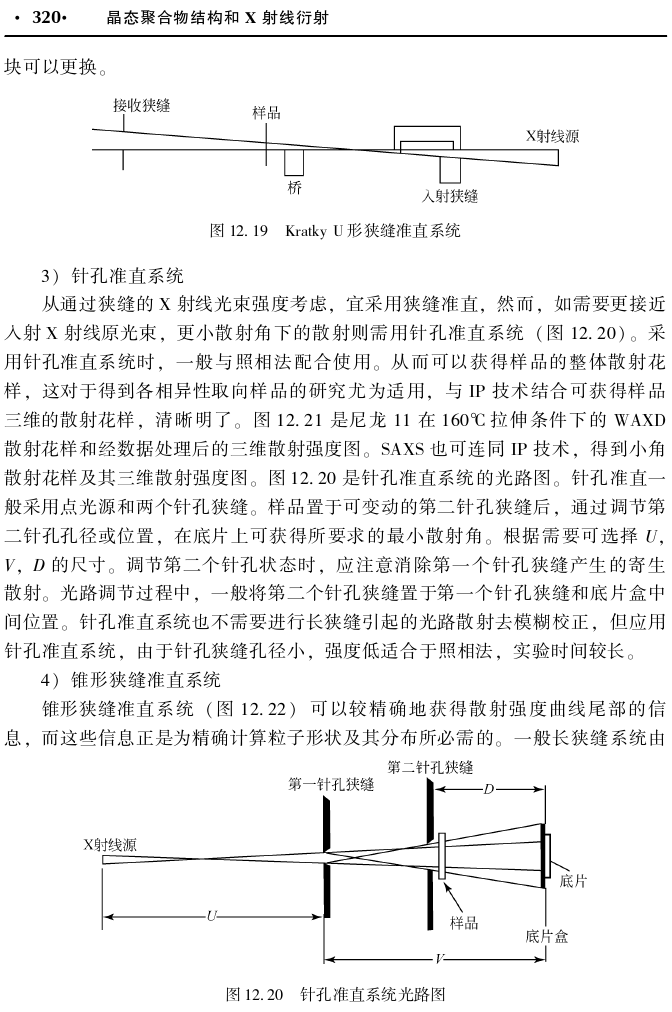 · 320· 晶态聚合物结构和 X 射线衍射
块可以更换。
接收狭缝
样品
X射线源
桥
入射狭缝
图 12.19 Kratky U 形狭缝准直系统
3）针孔准直系统
从通过狭缝的 X 射线光束强度考虑，宜采用狭缝准直，然而，如需要更接近
入射 X 射线原光束，更小散射角下的散射则需用针孔准直系统（图 12.20）。采
用针孔准直系统时，一般与照相法配合使用。从而可以获得样品的整体散射花
样，这对于得到各相异性取向样品的研究尤为适用，与 IP 技术结合可获得样品
三维的散射花样，清晰明了。图 12.21 是尼龙 11 在 160℃ 拉伸条件下的 WAXD
散射花样和经数据处理后的三维散射强度图。SAXS 也可连同 IP 技术，得到小角
散射花样及其三维散射强度图。图 12.20 是针孔准直系统的光路图。针孔准直一
般采用点光源和两个针孔狭缝。样品置于可变动的第二针孔狭缝后，通过调节第
二针孔孔径或位置，在底片上可获得所要求的最小散射角。根据需要可选择 U，
V，D 的尺寸。调节第二个针孔状态时，应注意消除第一个针孔狭缝产生的寄生
散射。光路调节过程中，一般将第二个针孔狭缝置于第一个针孔狭缝和底片盒中
间位置。针孔准直系统也不需要进行长狭缝引起的光路散射去模糊校正，但应用
针孔准直系统，由于针孔狭缝孔径小，强度低适合于照相法，实验时间较长。
4）锥形狭缝准直系统
锥形狭缝准直系统（图 12.22）可以较精确地获得散射强度曲线尾部的信
息，而这些信息正是为精确计算粒子形状及其分布所必需的。一般长狭缝系统由
第二针孔狭缝
第一针孔狭缝
D
X射线源
底片
U
样品
底片盒
V
图 12.20 针孔准直系统光路图